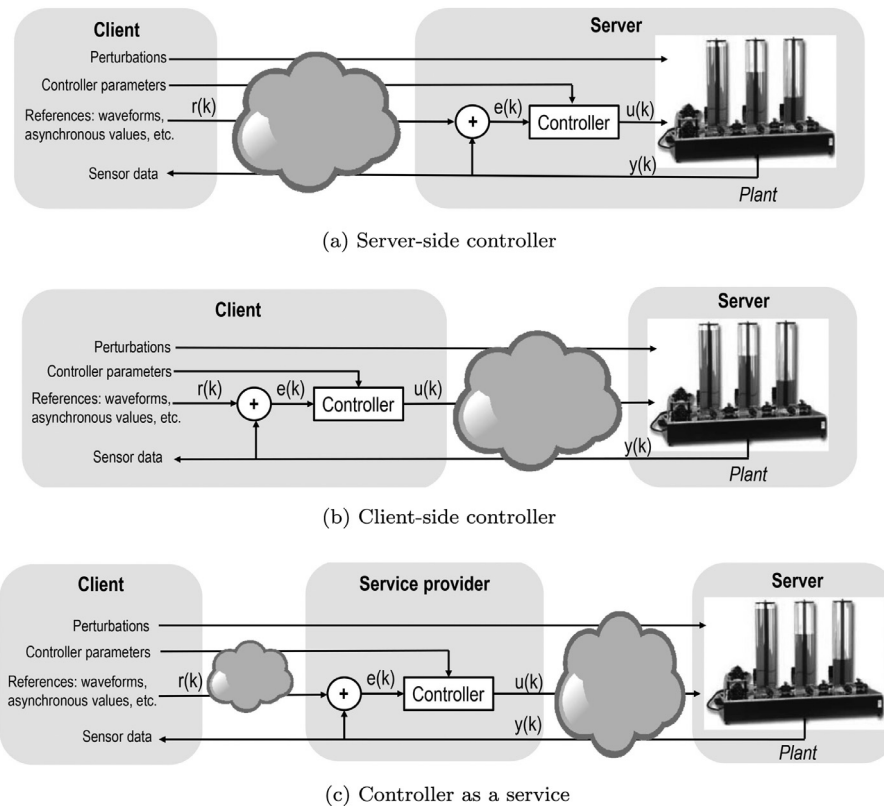 Client
Server
Perturbations
Controller parameters
r(k)
References: waveforms,
asynchronous values, etc.
e(k)
u(k)
+
Controller
Sensor data
y(k)
Plant
(a) Server-side controller
Client
Server
Perturbations
Controller parameters
r(k)
e(k)
u(k)
References: waveforms,
asynchronous values, etc.
+
Controller
Sensor data
y(k)
Plant
(b) Client-side controller
Client
Service provider
Server
Perturbations
Controller parameters
r(k)
e(k)
u(k)
References: waveforms,
asynchronous values, etc.
+
Controller
Sensor data
y(k)
Plant
(c) Controller as a service